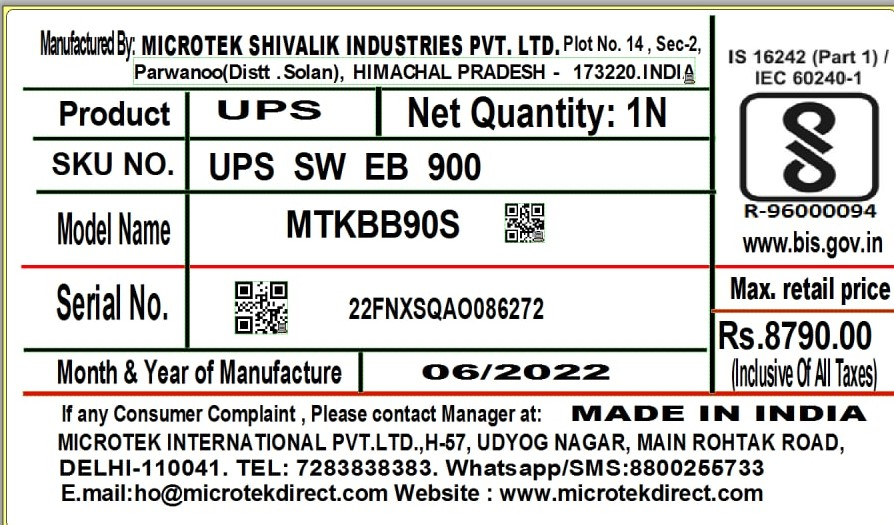 Manufactured By: MICROTEK SHIVALIK INDUSTRIES PVT. LTD. Plot No. 14 , Sec-2,
Parwanoo(Distt .Solan), HIMACHAL PRADESH - 173220.INDIA
IS 16242 (Part 1) /
IEC 60240-1
R-96000094
www.bis.gov.in
Product UPS Net Quantity: 1N
SKU NO. UPS SW EB 900
Model Name MTKBB90S
Serial No. 22FNXSQAO086272
Max. retail price
Rs.8790.00
(Inclusive Of All Taxes)
Month & Year of Manufacture 06/2022
If any Consumer Complaint , Please contact Manager at: MADE IN INDIA
MICROTEK INTERNATIONAL PVT.LTD.,H-57, UDYOG NAGAR, MAIN ROHTAK ROAD,
DELHI-110041. TEL: 7283838383. Whatsapp/SMS:8800255733
E.mail:ho@microtekdirect.com Website : www.microtekdirect.com